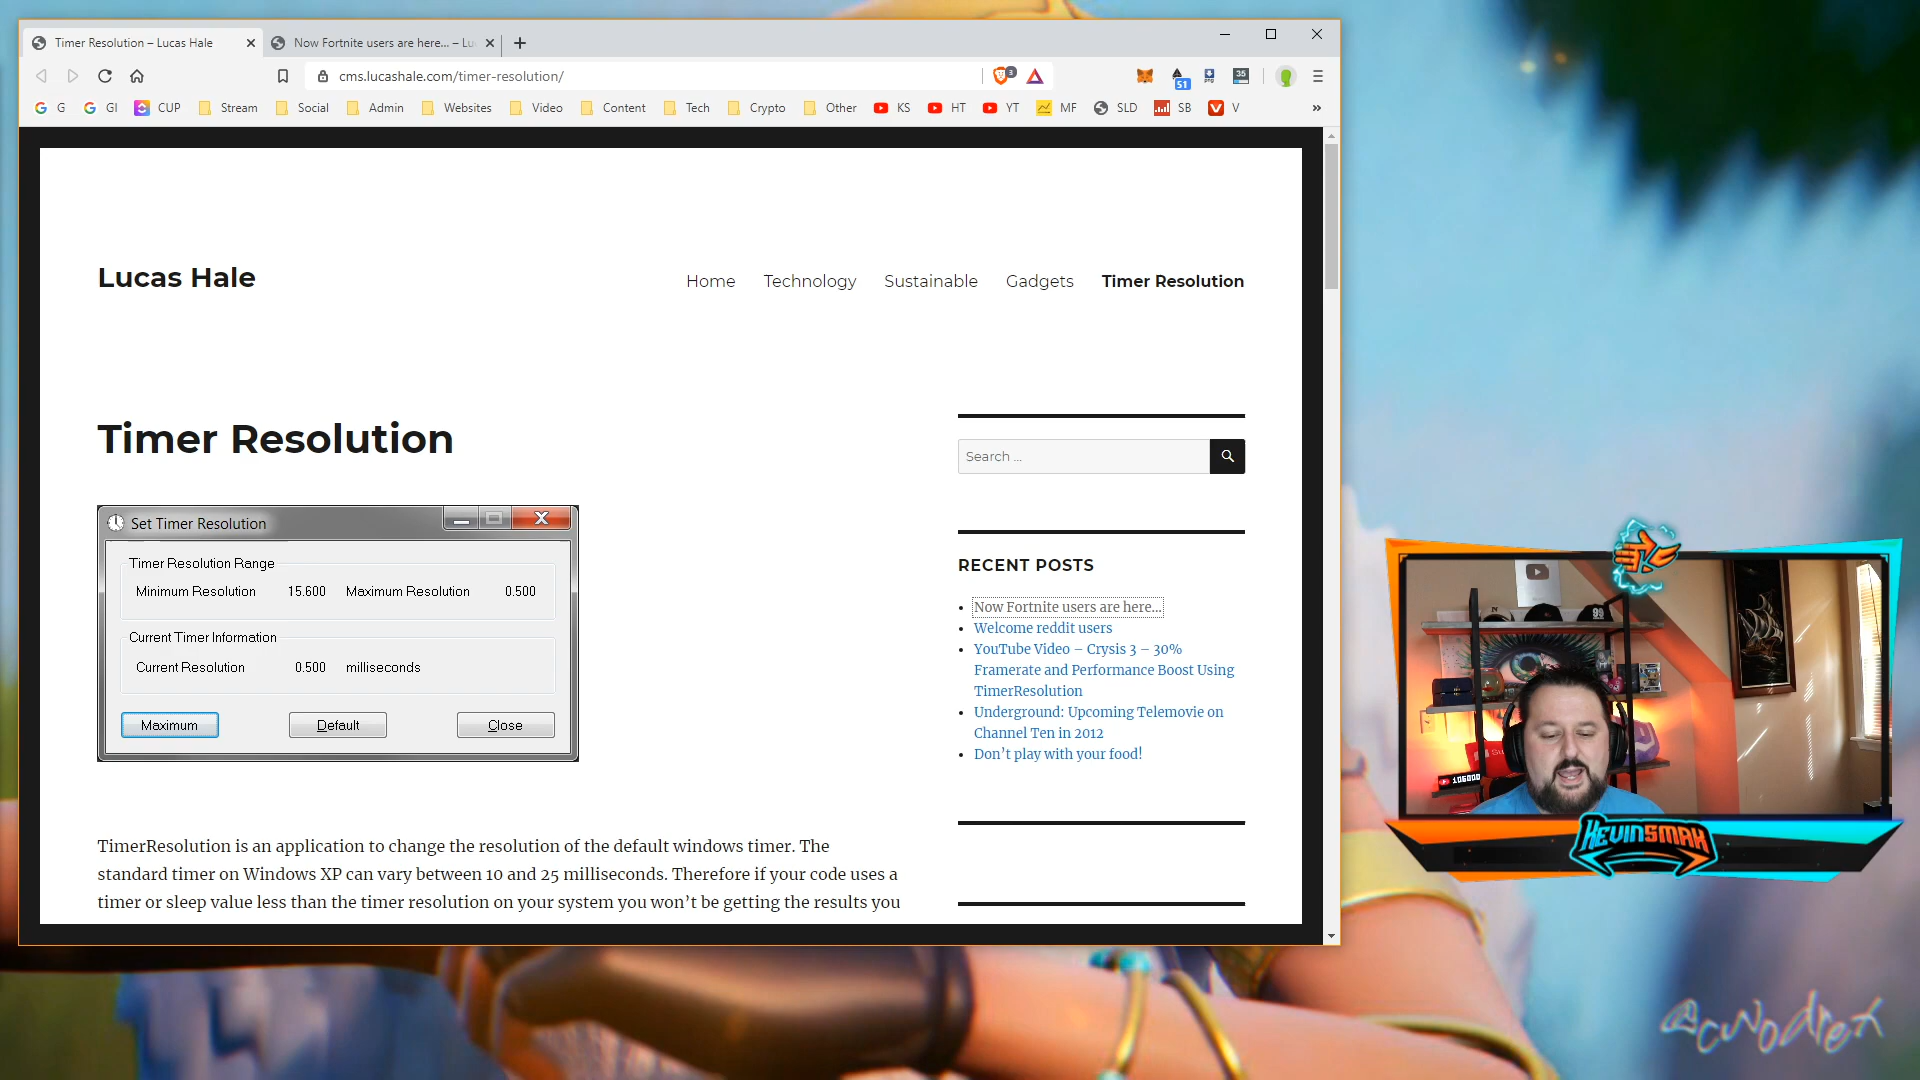 Timer Resolution – Lucas Hale
Now Fortnite users are here... – Lu
cms.lucashale.com/timer-resolution/
3
51
35
G GI CUP Stream Social Admin Websites Video Content Tech Crypto Other KS HT YT MF SLD SB V »
Lucas Hale
Home Technology Sustainable Gadgets Timer Resolution
Timer Resolution
Search ...
Set Timer Resolution
Timer Resolution Range
Minimum Resolution 15.600 Maximum Resolution 0.500
Current Timer Information
Current Resolution 0.500 milliseconds
Maximum Default Close
TimerResolution is an application to change the resolution of the default windows timer. The
standard timer on Windows XP can vary between 10 and 25 milliseconds. Therefore if your code uses a
timer or sleep value less than the timer resolution on your system you won’t be getting the results you
RECENT POSTS
Now Fortnite users are here...
Welcome reddit users
YouTube Video – Crysis 3 – 30%
Framerate and Performance Boost Using
TimerResolution
Underground: Upcoming Telemovie on
Channel Ten in 2012
Don’t play with your food!
99
KEVINSMAK
@cwodrex